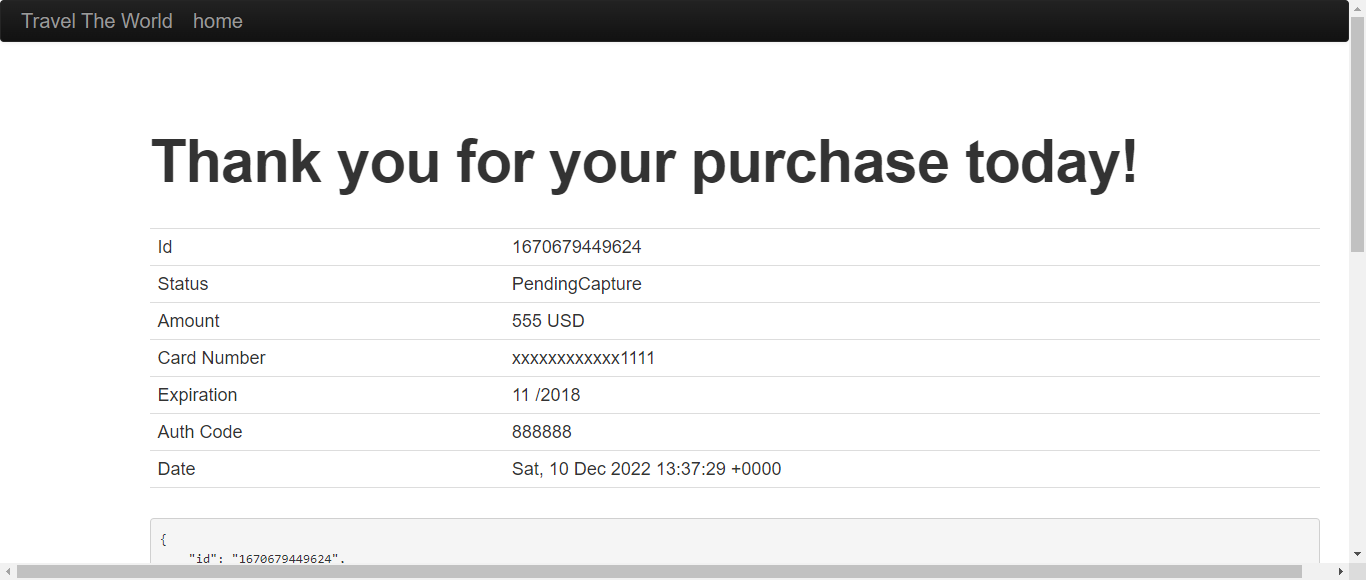 Travel The World home
Thank you for your purchase today!
Id 1670679449624
Status PendingCapture
Amount 555 USD
Card Number xxxxxxxxxxxx1111
Expiration 11 /2018
Auth Code 888888
Date Sat, 10 Dec 2022 13:37:29 +0000
{
"id": "1670679449624",